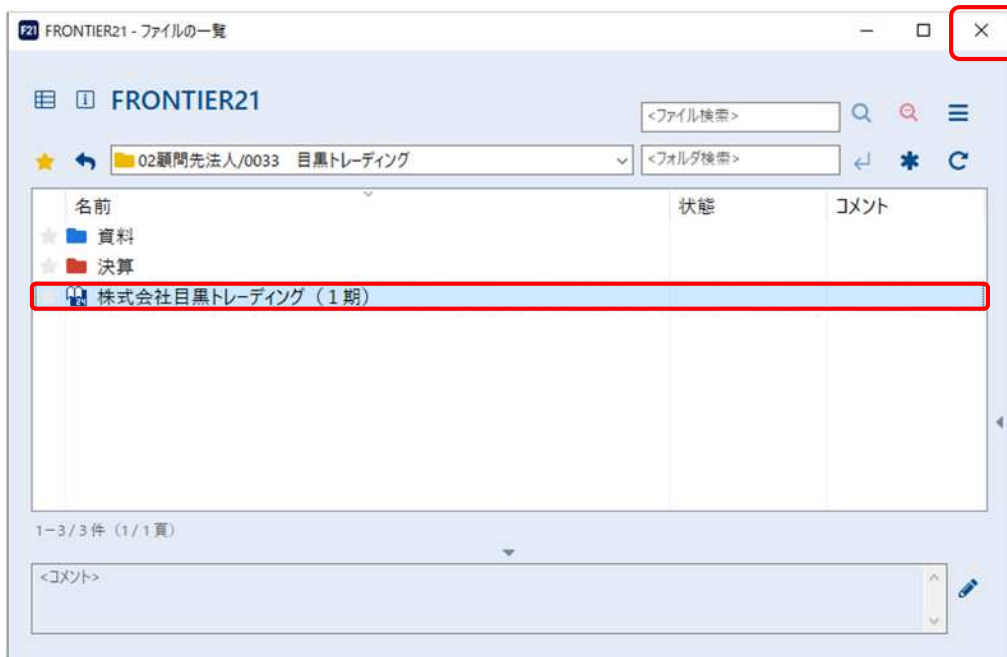 F21 FRONTIER21 - ファイルの一覧
FRONTIER21
<ファイル検索>
02顧問先法人/0033 目黒トレーディング
<フォルダ検索>
名前 状態 コメント
資料
決算
株式会社目黒トレーディング（1期）
1-3/3件（1/1頁）
<コメント>